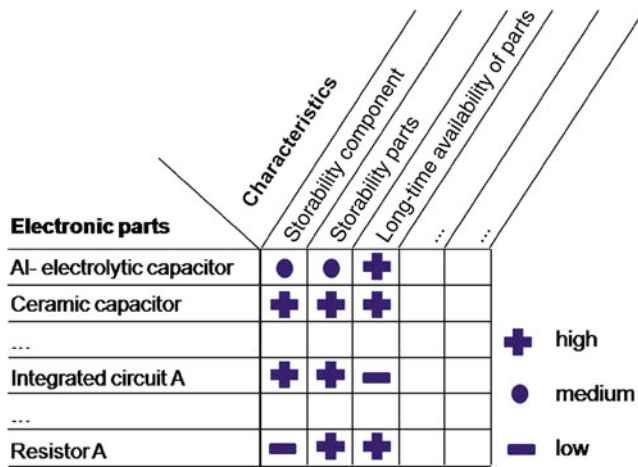 Characteristics
Storability component
Storability parts
Long-time availability of parts
...
...
Electronic parts
Al- electrolytic capacitor
Ceramic capacitor
...
Integrated circuit A
...
Resistor A
high
medium
low